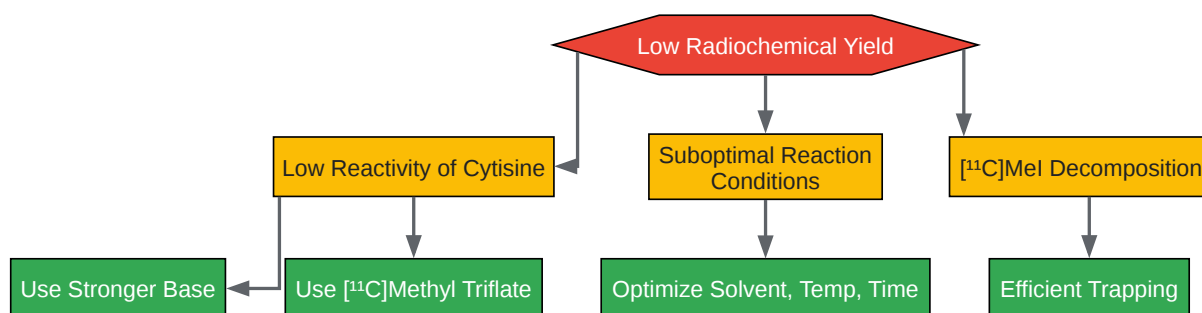 Low Radiochemical Yield
Low Reactivity of Cytisine
Suboptimal Reaction
Conditions
[¹¹C]MeI Decomposition
Use Stronger Base
Use [¹¹C]Methyl Triflate
Optimize Solvent, Temp, Time
Efficient Trapping